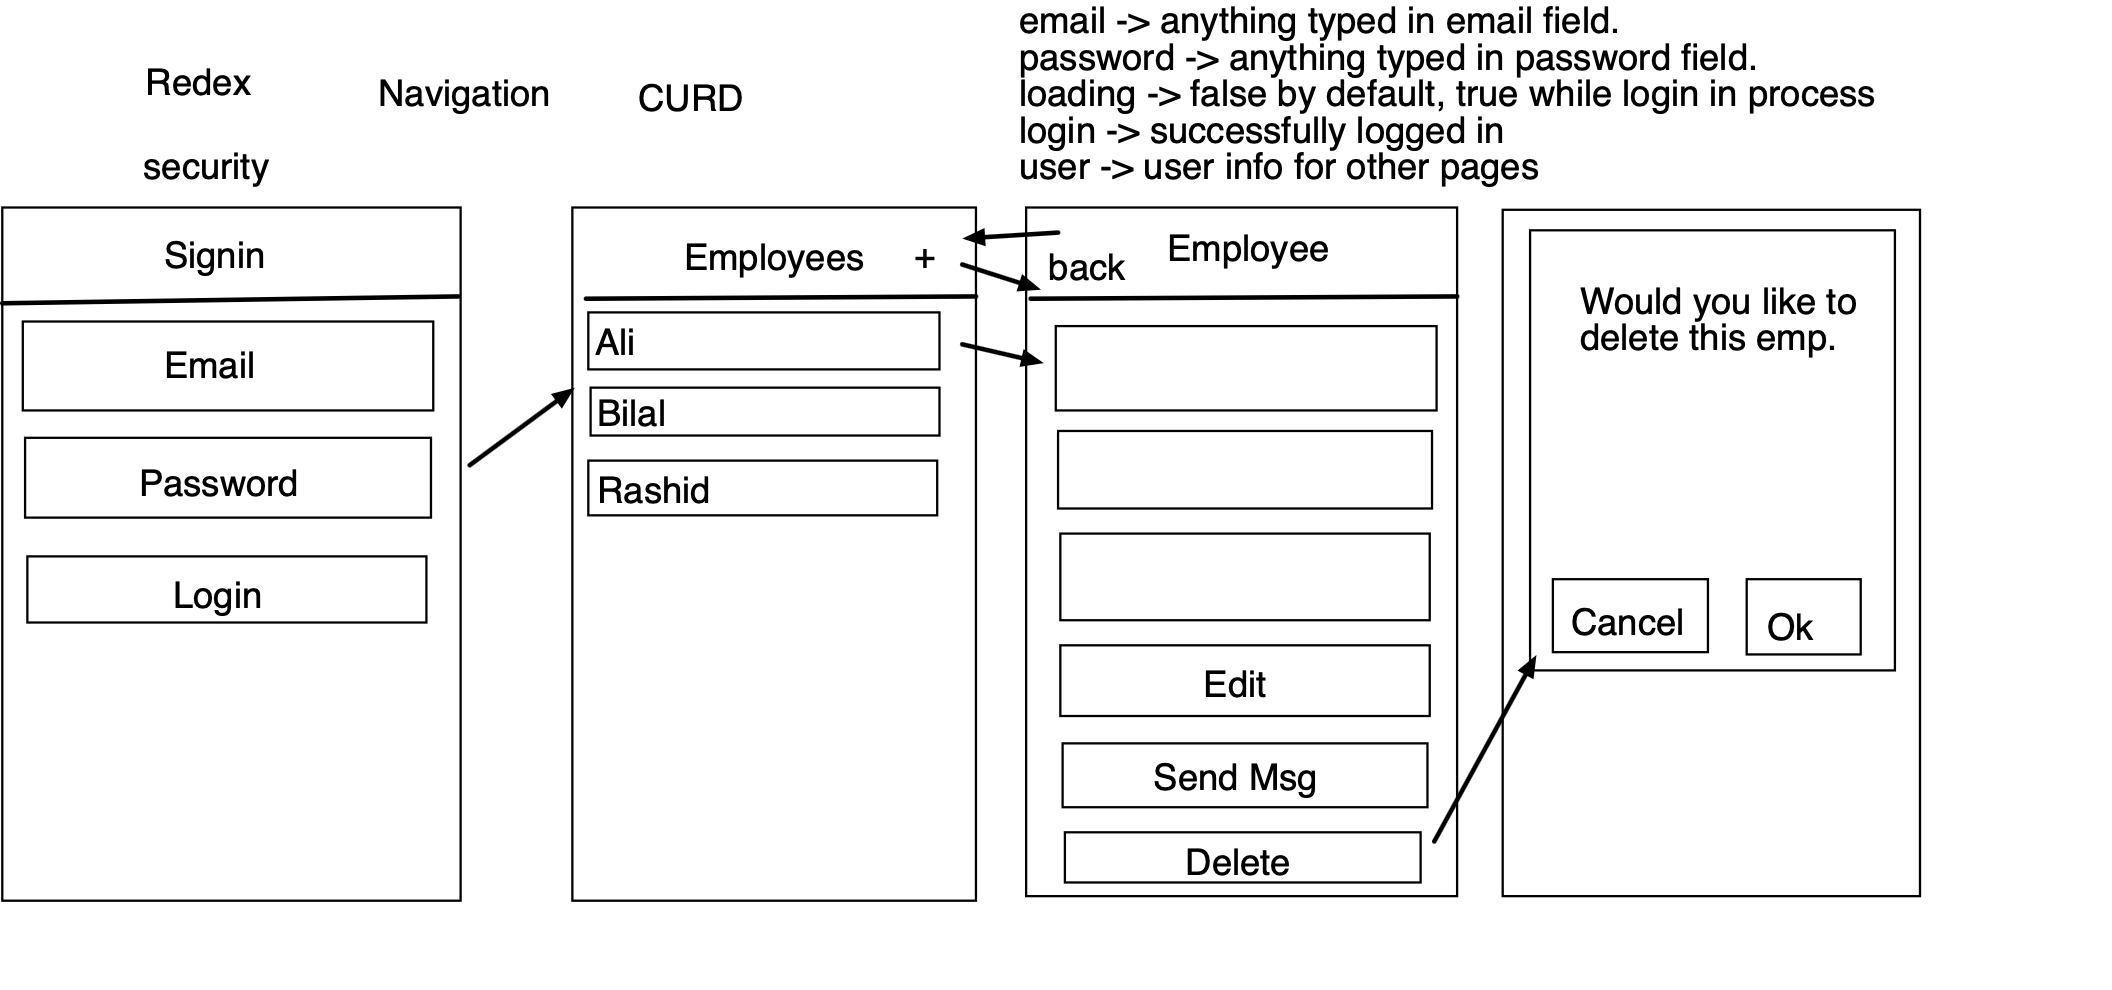 email -> anything typed in email field.
password -> anything typed in password field.
loading -> false by default, true while login in process
login -> successfully logged in
user -> user info for other pages
Redex
Navigation
CURD
security
Signin
Email
Password
Login
Employees +
Ali
Bilal
Rashid
back
Employee
Edit
Send Msg
Delete
Would you like to
delete this emp.
Cancel
Ok